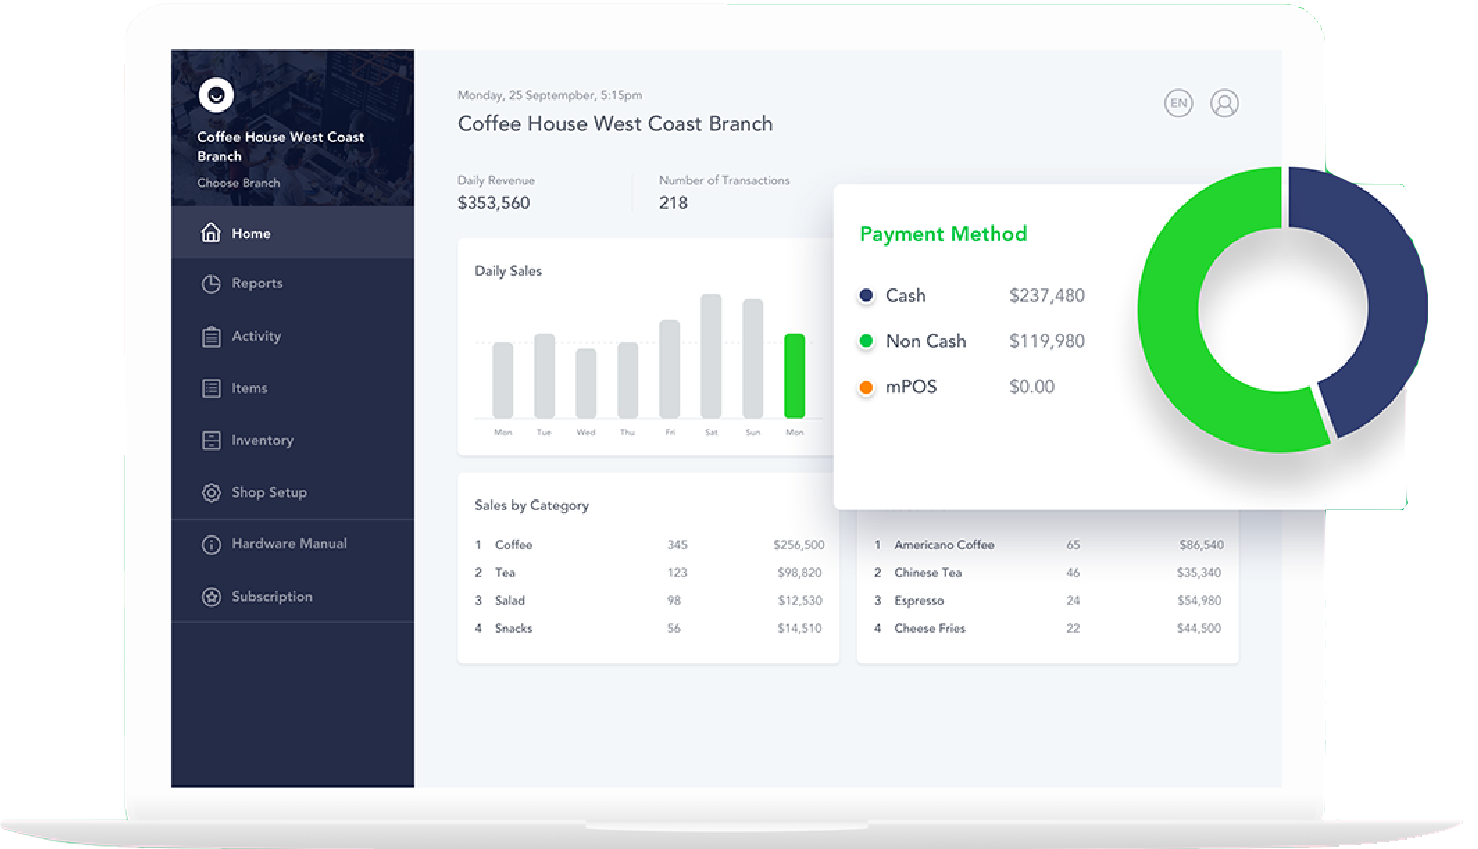 Coffee House West Coast
Branch
Choose Branch
Home
Reports
Activity
Items
Inventory
Shop Setup
Hardware Manual
Subscription
Monday, 25 Septempber, 5:15pm
Coffee House West Coast Branch
EN
Daily Revenue
$353,560
Number of Transactions
218
Daily Sales
Mon Tue Wed Thu Fri Sat Sun Mon
Payment Method
Cash $237,480
Non Cash $119,980
mPOS $0.00
Sales by Category
1 Coffee 345 $256,500
2 Tea 123 $98,820
3 Salad 98 $12,530
4 Snacks 56 $14,510
1 Americano Coffee 65 $86,540
2 Chinese Tea 46 $35,340
3 Espresso 24 $54,980
4 Cheese Fries 22 $44,500